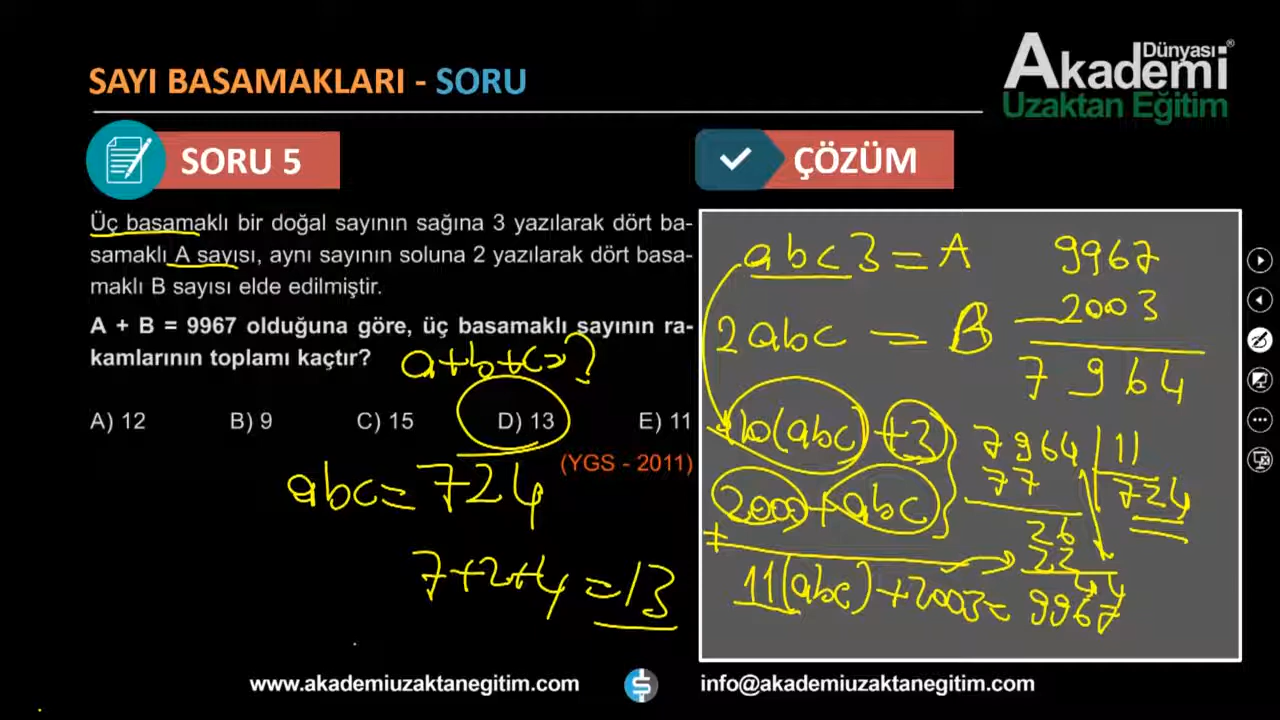 SAYI BASAMAKLARI - SORU
Akademi Dünyası®
Uzaktan Eğitim
SORU 5
Üç basamaklı bir doğal sayının sağına 3 yazılarak dört ba-
samaklı A sayısı, aynı sayının soluna 2 yazılarak dört basa-
maklı B sayısı elde edilmiştir.
A + B = 9967 olduğuna göre, üç basamaklı sayının ra-
kamlarının toplamı kaçtır?
a+b+c=?
A) 12 B) 9 C) 15 D) 13 E) 11
(YGS - 2011)
abc = 724
7+2+4 = 13
ÇÖZÜM
abc3 = A
2abc = B
9967
- 2003
7964
10(abc) + 3
2000 + abc
+
11(abc) + 2003 = 9967
7964 | 11
77 724
26
22
44
www.akademiuzaktanegitim.com
info@akademiuzaktanegitim.com